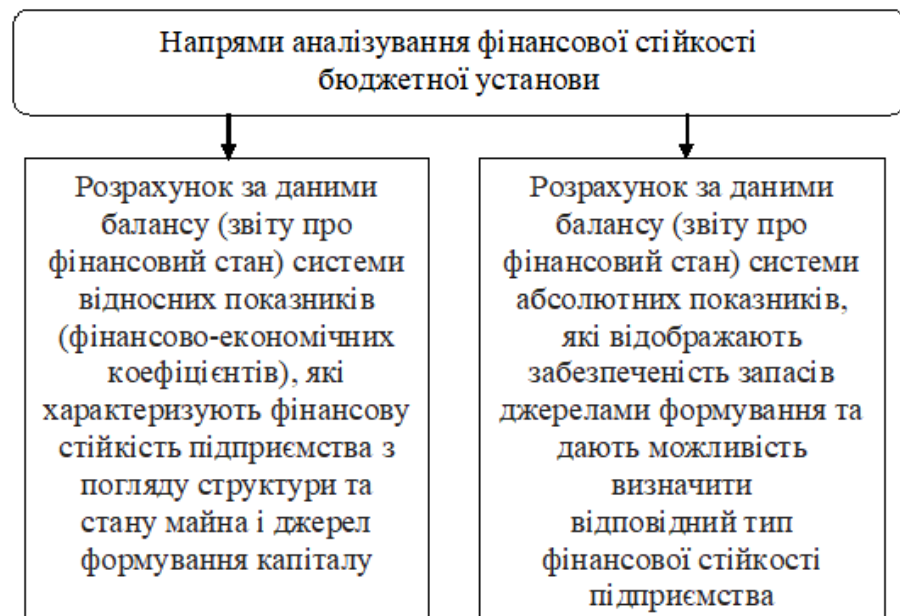 Напрями аналізування фінансової стійкості
бюджетної установи
Розрахунок за даними
балансу (звіту про
фінансовий стан) системи
відносних показників
(фінансово-економічних
коефіцієнтів), які
характеризують фінансову
стійкість підприємства з
погляду структури та
стану майна і джерел
формування капіталу
Розрахунок за даними
балансу (звіту про
фінансовий стан) системи
абсолютних показників,
які відображають
забезпеченість запасів
джерелами формування та
дають можливість
визначити
відповідний тип
фінансової стійкості
підприємства